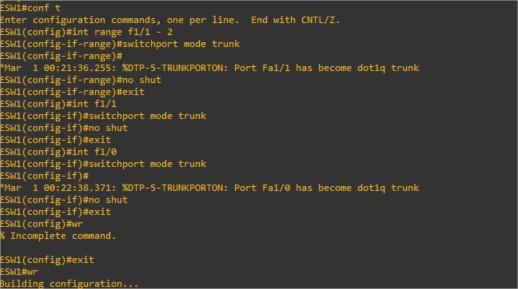 ESW1#conf t
Enter configuration commands, one per line.  End with CNTL/Z.
ESW1(config)#int range f1/1 - 2
ESW1(config-if-range)#switchport mode trunk
ESW1(config-if-range)#
*Mar  1 00:21:36.255: %DTP-5-TRUNKPORTON: Port Fa1/1 has become dot1q trunk
ESW1(config-if-range)#no shut
ESW1(config-if-range)#exit
ESW1(config)#int f1/1
ESW1(config-if)#switchport mode trunk
ESW1(config-if)#no shut
ESW1(config-if)#exit
ESW1(config)#int f1/0
ESW1(config-if)#switchport mode trunk
ESW1(config-if)#
*Mar  1 00:22:38.371: %DTP-5-TRUNKPORTON: Port Fa1/0 has become dot1q trunk
ESW1(config-if)#no shut
ESW1(config-if)#exit
ESW1(config)#wr
% Incomplete command.

ESW1(config)#exit
ESW1#wr
Building configuration...